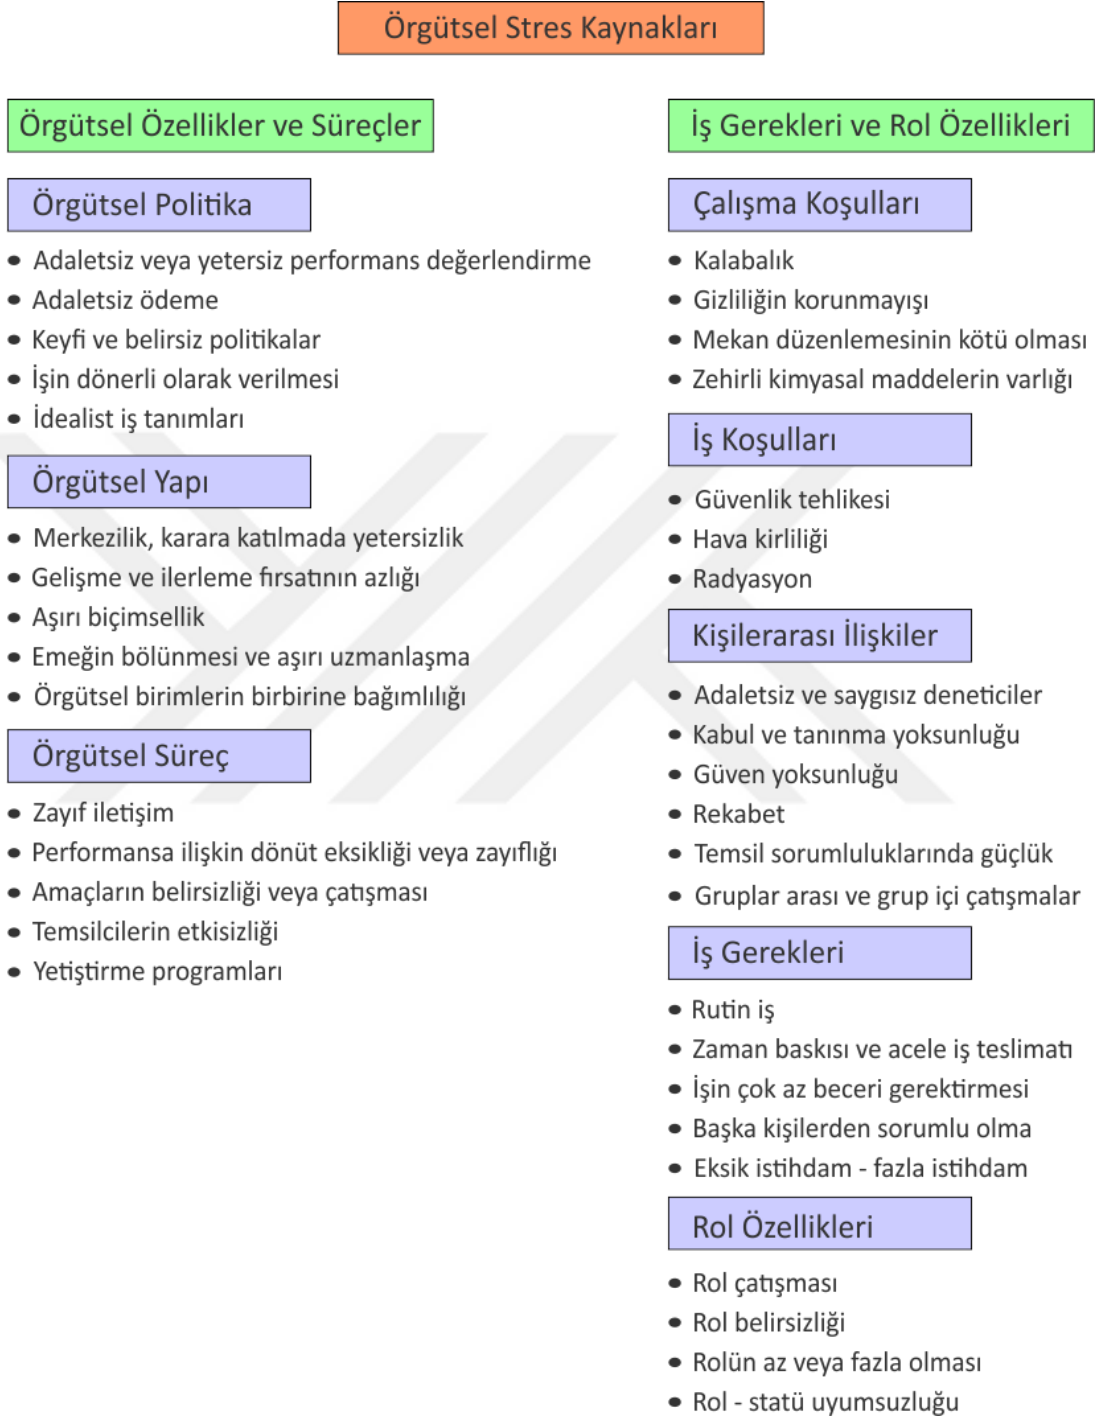 Örgütsel Stres Kaynakları
Örgütsel Özellikler ve Süreçler
Örgütsel Politika
• Adaletsiz veya yetersiz performans değerlendirme
• Adaletsiz ödeme
• Keyfi ve belirsiz politikalar
• İşin dönerli olarak verilmesi
• İdealist iş tanımları
Örgütsel Yapı
• Merkezilik, karara katılmada yetersizlik
• Gelişme ve ilerleme fırsatının azlığı
• Aşırı biçimsellik
• Emeğin bölünmesi ve aşırı uzmanlaşma
• Örgütsel birimlerin birbirine bağımlılığı
Örgütsel Süreç
• Zayıf iletişim
• Performansa ilişkin dönüt eksikliği veya zayıflığı
• Amaçların belirsizliği veya çatışması
• Temsilcilerin etkisizliği
• Yetiştirme programları
İş Gerekleri ve Rol Özellikleri
Çalışma Koşulları
• Kalabalık
• Gizliliğin korunmayışı
• Mekan düzenlemesinin kötü olması
• Zehirli kimyasal maddelerin varlığı
İş Koşulları
• Güvenlik tehlikesi
• Hava kirliliği
• Radyasyon
Kişilerarası İlişkiler
• Adaletsiz ve saygısız deneticiler
• Kabul ve tanınma yoksunluğu
• Güven yoksunluğu
• Rekabet
• Temsil sorumluluklarında güçlük
• Gruplar arası ve grup içi çatışmalar
İş Gerekleri
• Rutin iş
• Zaman baskısı ve acele iş teslimatı
• İşin çok az beceri gerektirmesi
• Başka kişilerden sorumlu olma
• Eksik istihdam - fazla istihdam
Rol Özellikleri
• Rol çatışması
• Rol belirsizliği
• Rolün az veya fazla olması
• Rol - statü uyumsuzluğu